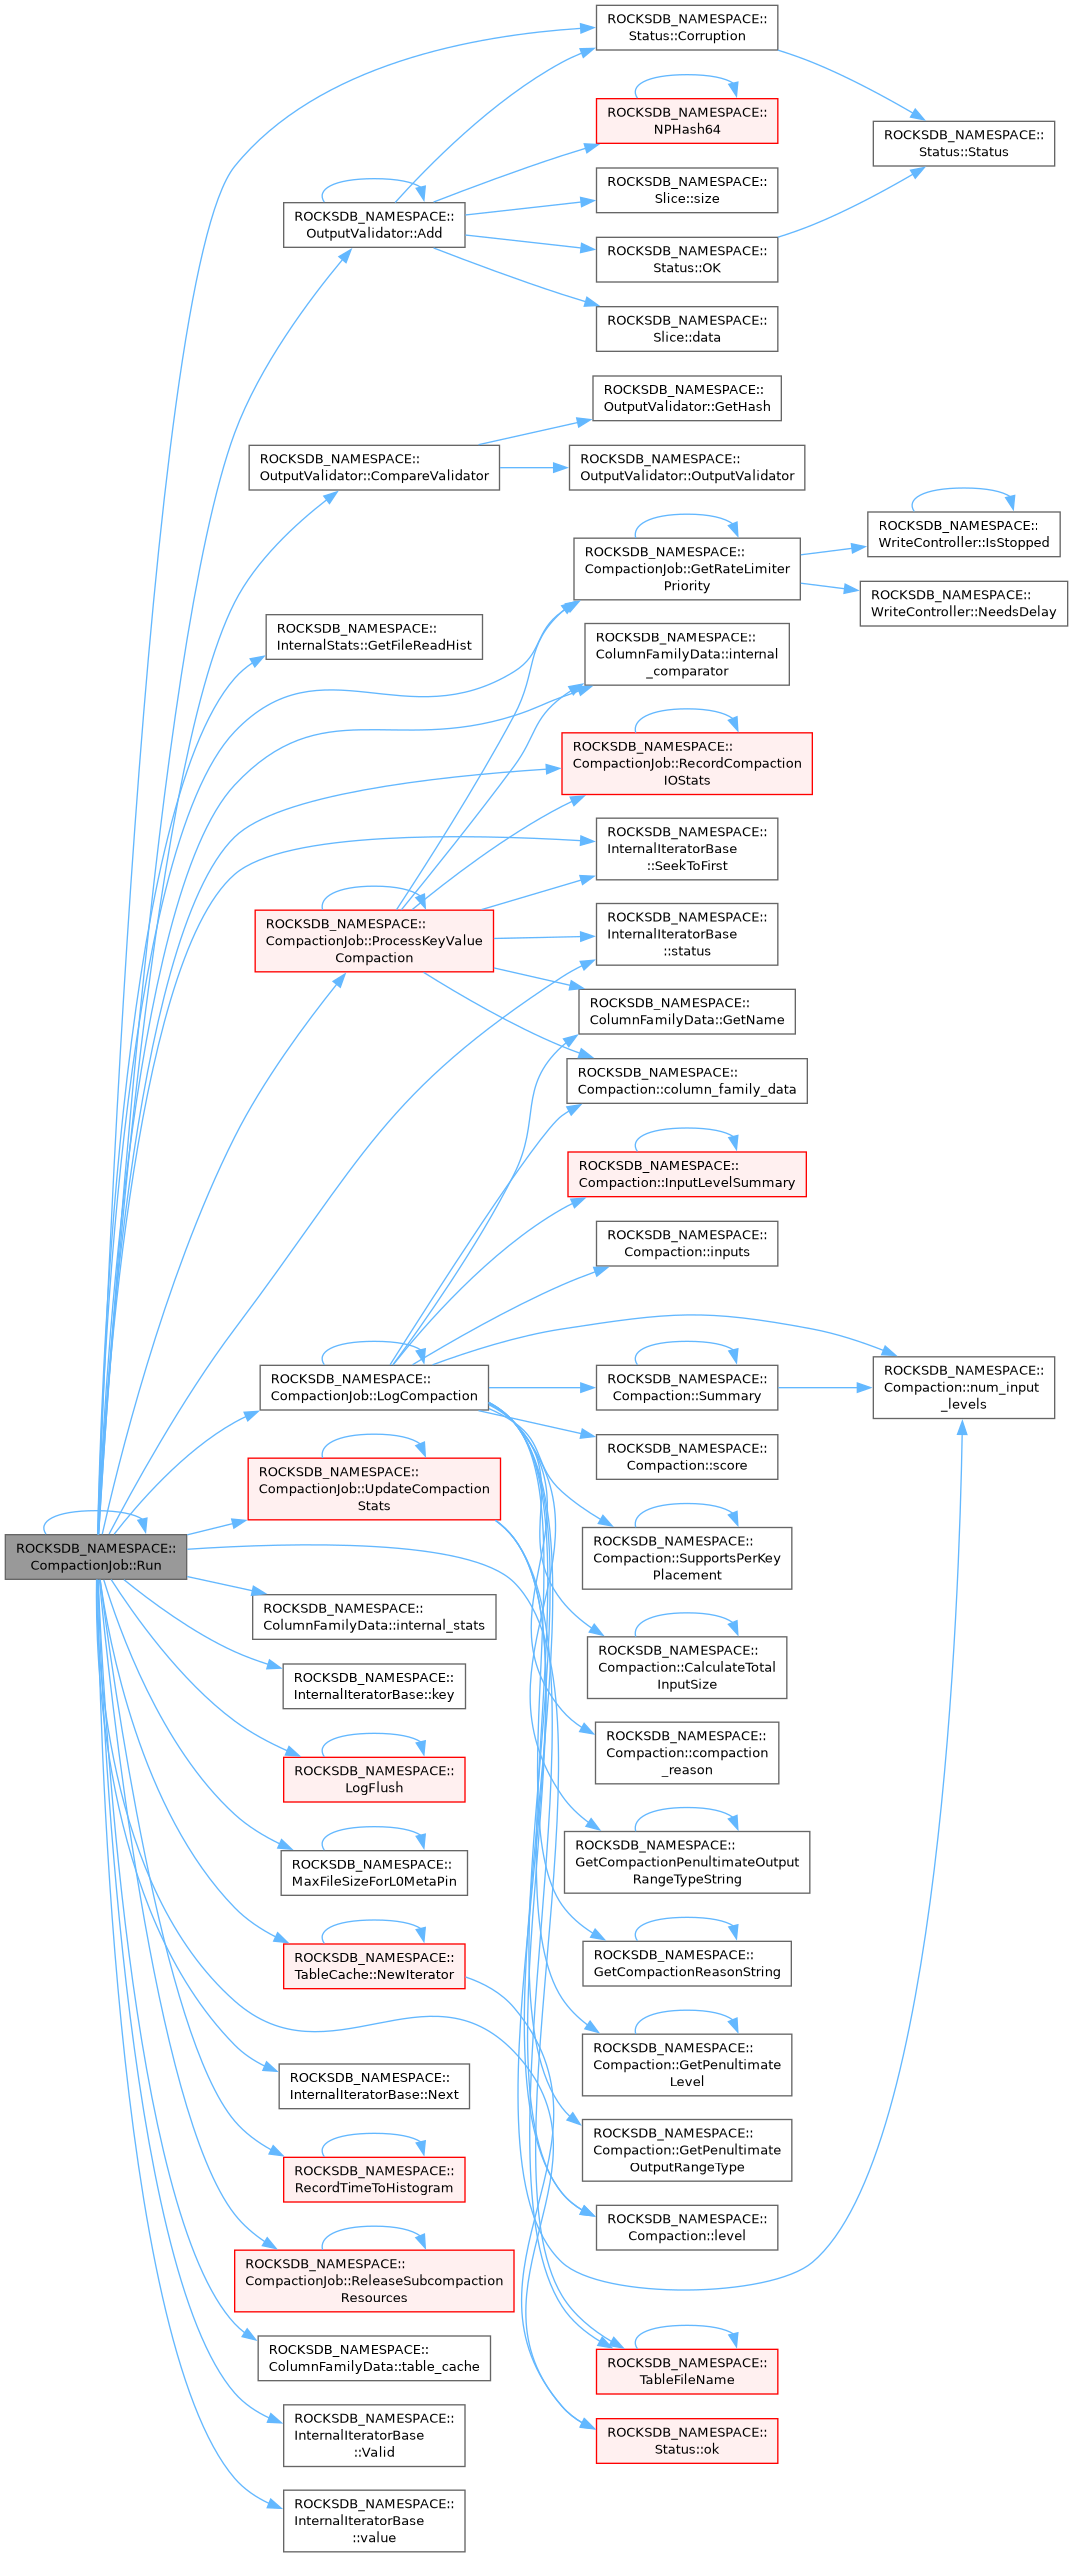 ROCKSDB_NAMESPACE::
Status::Corruption
ROCKSDB_NAMESPACE::
NPHash64
ROCKSDB_NAMESPACE::
Status::Status
ROCKSDB_NAMESPACE::
Slice::size
ROCKSDB_NAMESPACE::
OutputValidator::Add
ROCKSDB_NAMESPACE::
Status::OK
ROCKSDB_NAMESPACE::
Slice::data
ROCKSDB_NAMESPACE::
OutputValidator::GetHash
ROCKSDB_NAMESPACE::
OutputValidator::CompareValidator
ROCKSDB_NAMESPACE::
OutputValidator::OutputValidator
ROCKSDB_NAMESPACE::
WriteController::IsStopped
ROCKSDB_NAMESPACE::
CompactionJob::GetRateLimiter
Priority
ROCKSDB_NAMESPACE::
WriteController::NeedsDelay
ROCKSDB_NAMESPACE::
InternalStats::GetFileReadHist
ROCKSDB_NAMESPACE::
ColumnFamilyData::internal
_comparator
ROCKSDB_NAMESPACE::
CompactionJob::RecordCompaction
IOStats
ROCKSDB_NAMESPACE::
InternalIteratorBase
::SeekToFirst
ROCKSDB_NAMESPACE::
CompactionJob::ProcessKeyValue
Compaction
ROCKSDB_NAMESPACE::
InternalIteratorBase
::status
ROCKSDB_NAMESPACE::
ColumnFamilyData::GetName
ROCKSDB_NAMESPACE::
Compaction::column_family_data
ROCKSDB_NAMESPACE::
Compaction::InputLevelSummary
ROCKSDB_NAMESPACE::
Compaction::inputs
ROCKSDB_NAMESPACE::
CompactionJob::LogCompaction
ROCKSDB_NAMESPACE::
Compaction::Summary
ROCKSDB_NAMESPACE::
Compaction::num_input
_levels
ROCKSDB_NAMESPACE::
Compaction::score
ROCKSDB_NAMESPACE::
CompactionJob::UpdateCompaction
Stats
ROCKSDB_NAMESPACE::
CompactionJob::Run
ROCKSDB_NAMESPACE::
Compaction::SupportsPerKey
Placement
ROCKSDB_NAMESPACE::
ColumnFamilyData::internal_stats
ROCKSDB_NAMESPACE::
Compaction::CalculateTotal
InputSize
ROCKSDB_NAMESPACE::
InternalIteratorBase::key
ROCKSDB_NAMESPACE::
Compaction::compaction
_reason
ROCKSDB_NAMESPACE::
LogFlush
ROCKSDB_NAMESPACE::
GetCompactionPenultimateOutput
RangeTypeString
ROCKSDB_NAMESPACE::
MaxFileSizeForL0MetaPin
ROCKSDB_NAMESPACE::
TableCache::NewIterator
ROCKSDB_NAMESPACE::
GetCompactionReasonString
ROCKSDB_NAMESPACE::
Compaction::GetPenultimate
Level
ROCKSDB_NAMESPACE::
InternalIteratorBase::Next
ROCKSDB_NAMESPACE::
Compaction::GetPenultimate
OutputRangeType
ROCKSDB_NAMESPACE::
RecordTimeToHistogram
ROCKSDB_NAMESPACE::
Compaction::level
ROCKSDB_NAMESPACE::
CompactionJob::ReleaseSubcompaction
Resources
ROCKSDB_NAMESPACE::
ColumnFamilyData::table_cache
ROCKSDB_NAMESPACE::
TableFileName
ROCKSDB_NAMESPACE::
InternalIteratorBase
::Valid
ROCKSDB_NAMESPACE::
Status::ok
ROCKSDB_NAMESPACE::
InternalIteratorBase
::value